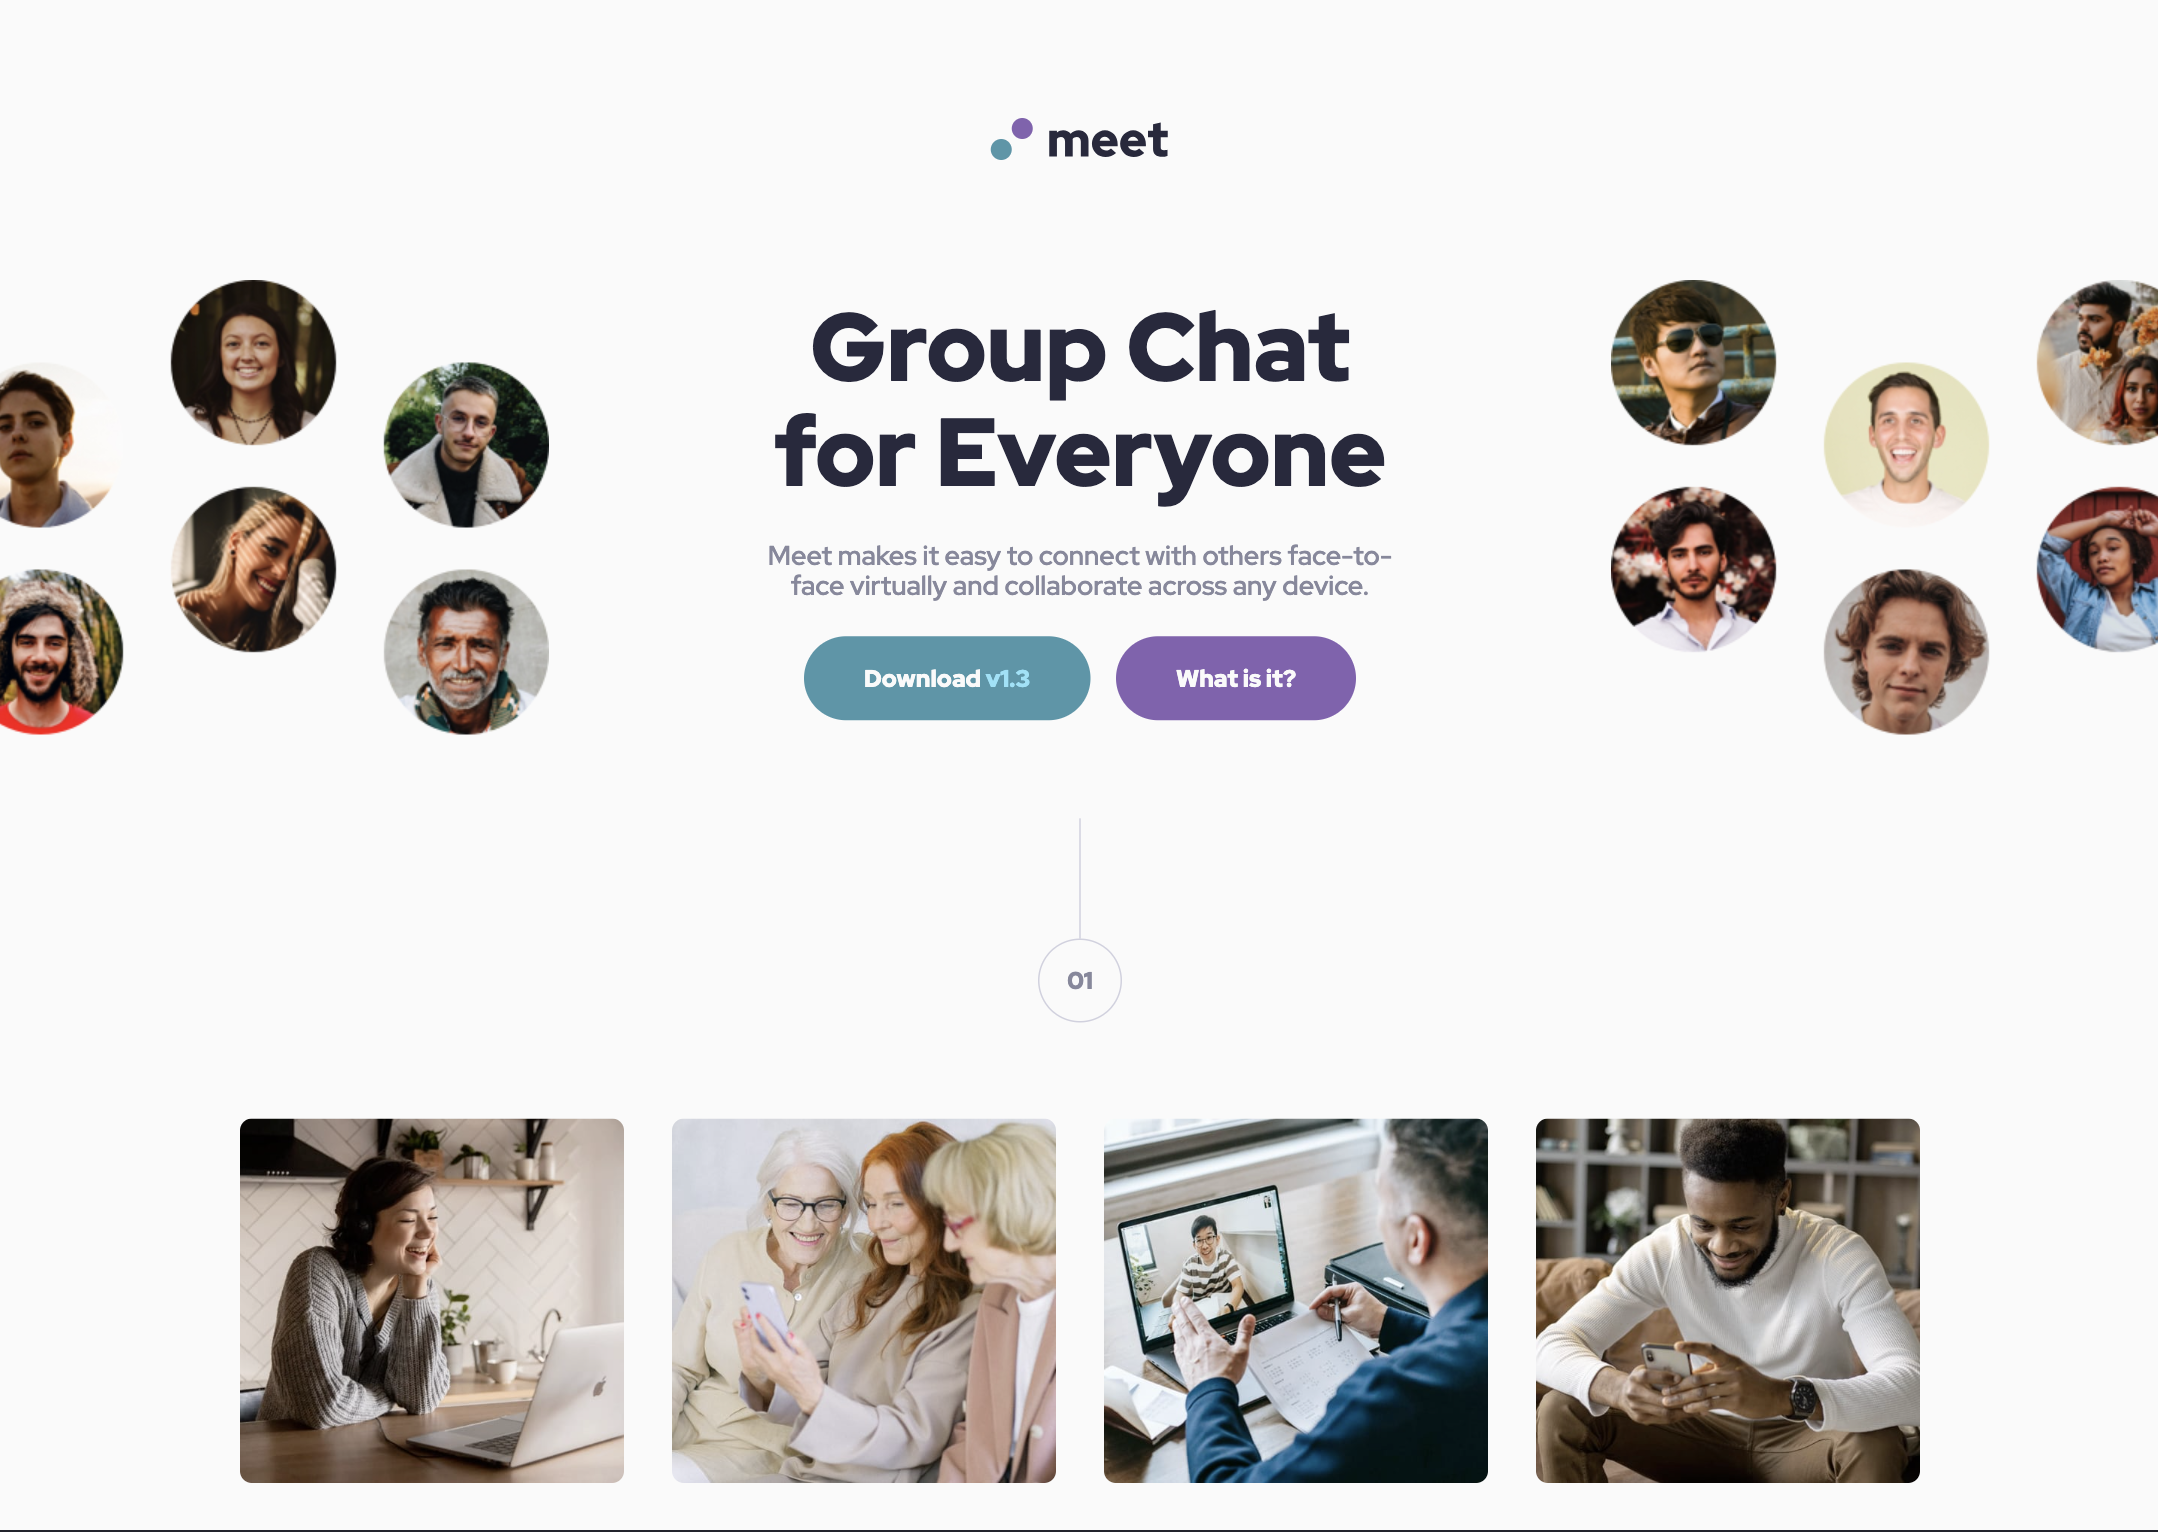 meet
Group Chat
for Everyone
Meet makes it easy to connect with others face-to-
face virtually and collaborate across any device.
Download v1.3
What is it?
01